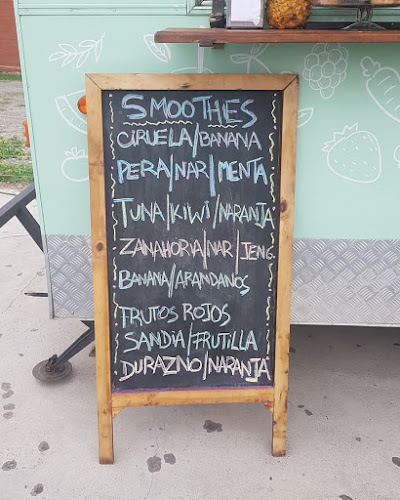 SMOOTHES
CIRUELA/BANANA
PERA/NAR/MENTA
TUNA/KIWI/NARANJA
ZANAHORIA/NAR/JENG.
BANANA/ARANDANOS
FRUTOS ROJOS
SANDIA/FRUTILLA
DURAZNO/NARANJA